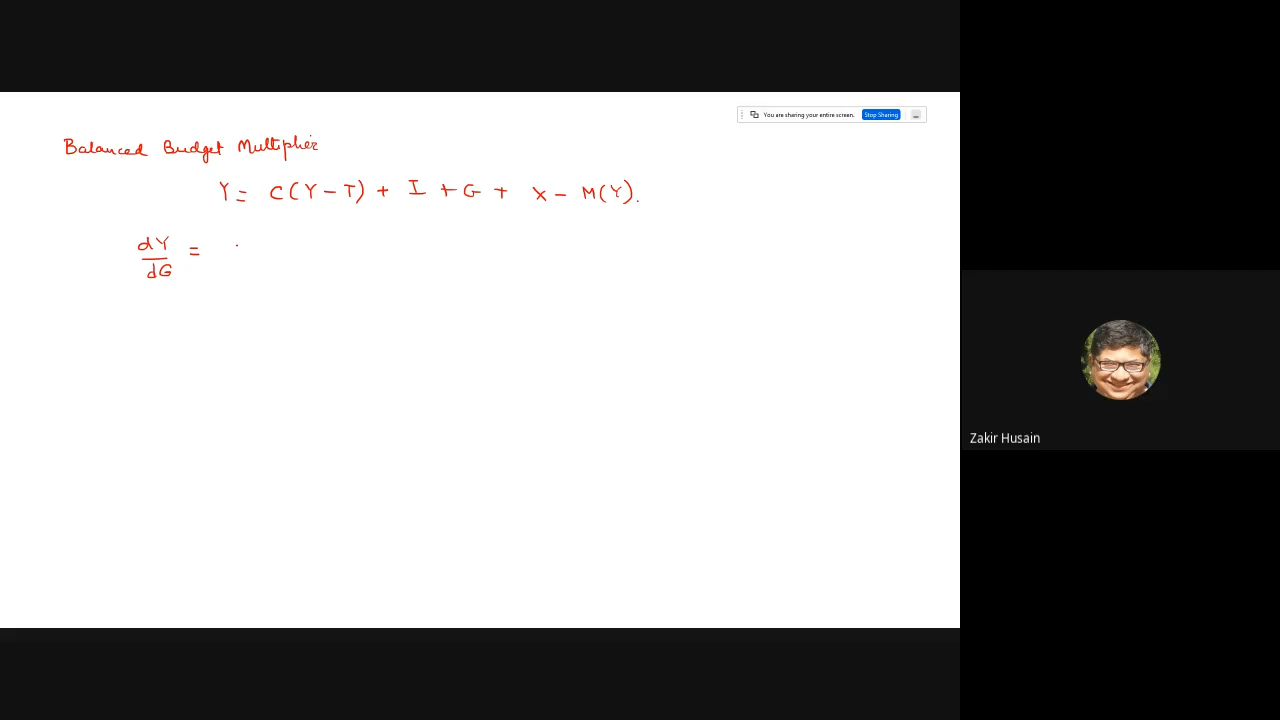 You are sharing your entire screen. Stop Sharing
Balanced Budget Multiplier
Y = C(Y - T) + I + G + X - M(Y).
dY/dG =
Zakir Husain